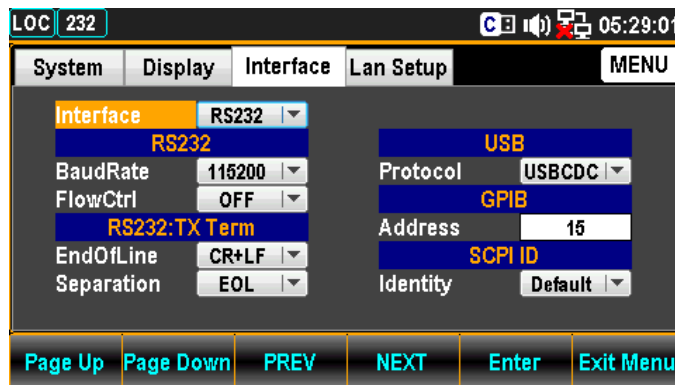 LOC 232 C 05:29:01
System Display Interface Lan Setup MENU
Interface RS232
RS232 USB
BaudRate 115200 Protocol USBCDC
FlowCtrl OFF GPIB
RS232:TX Term Address 15
EndOfLine CR+LF SCPI ID
Separation EOL Identity Default
Page Up Page Down PREV NEXT Enter Exit Menu